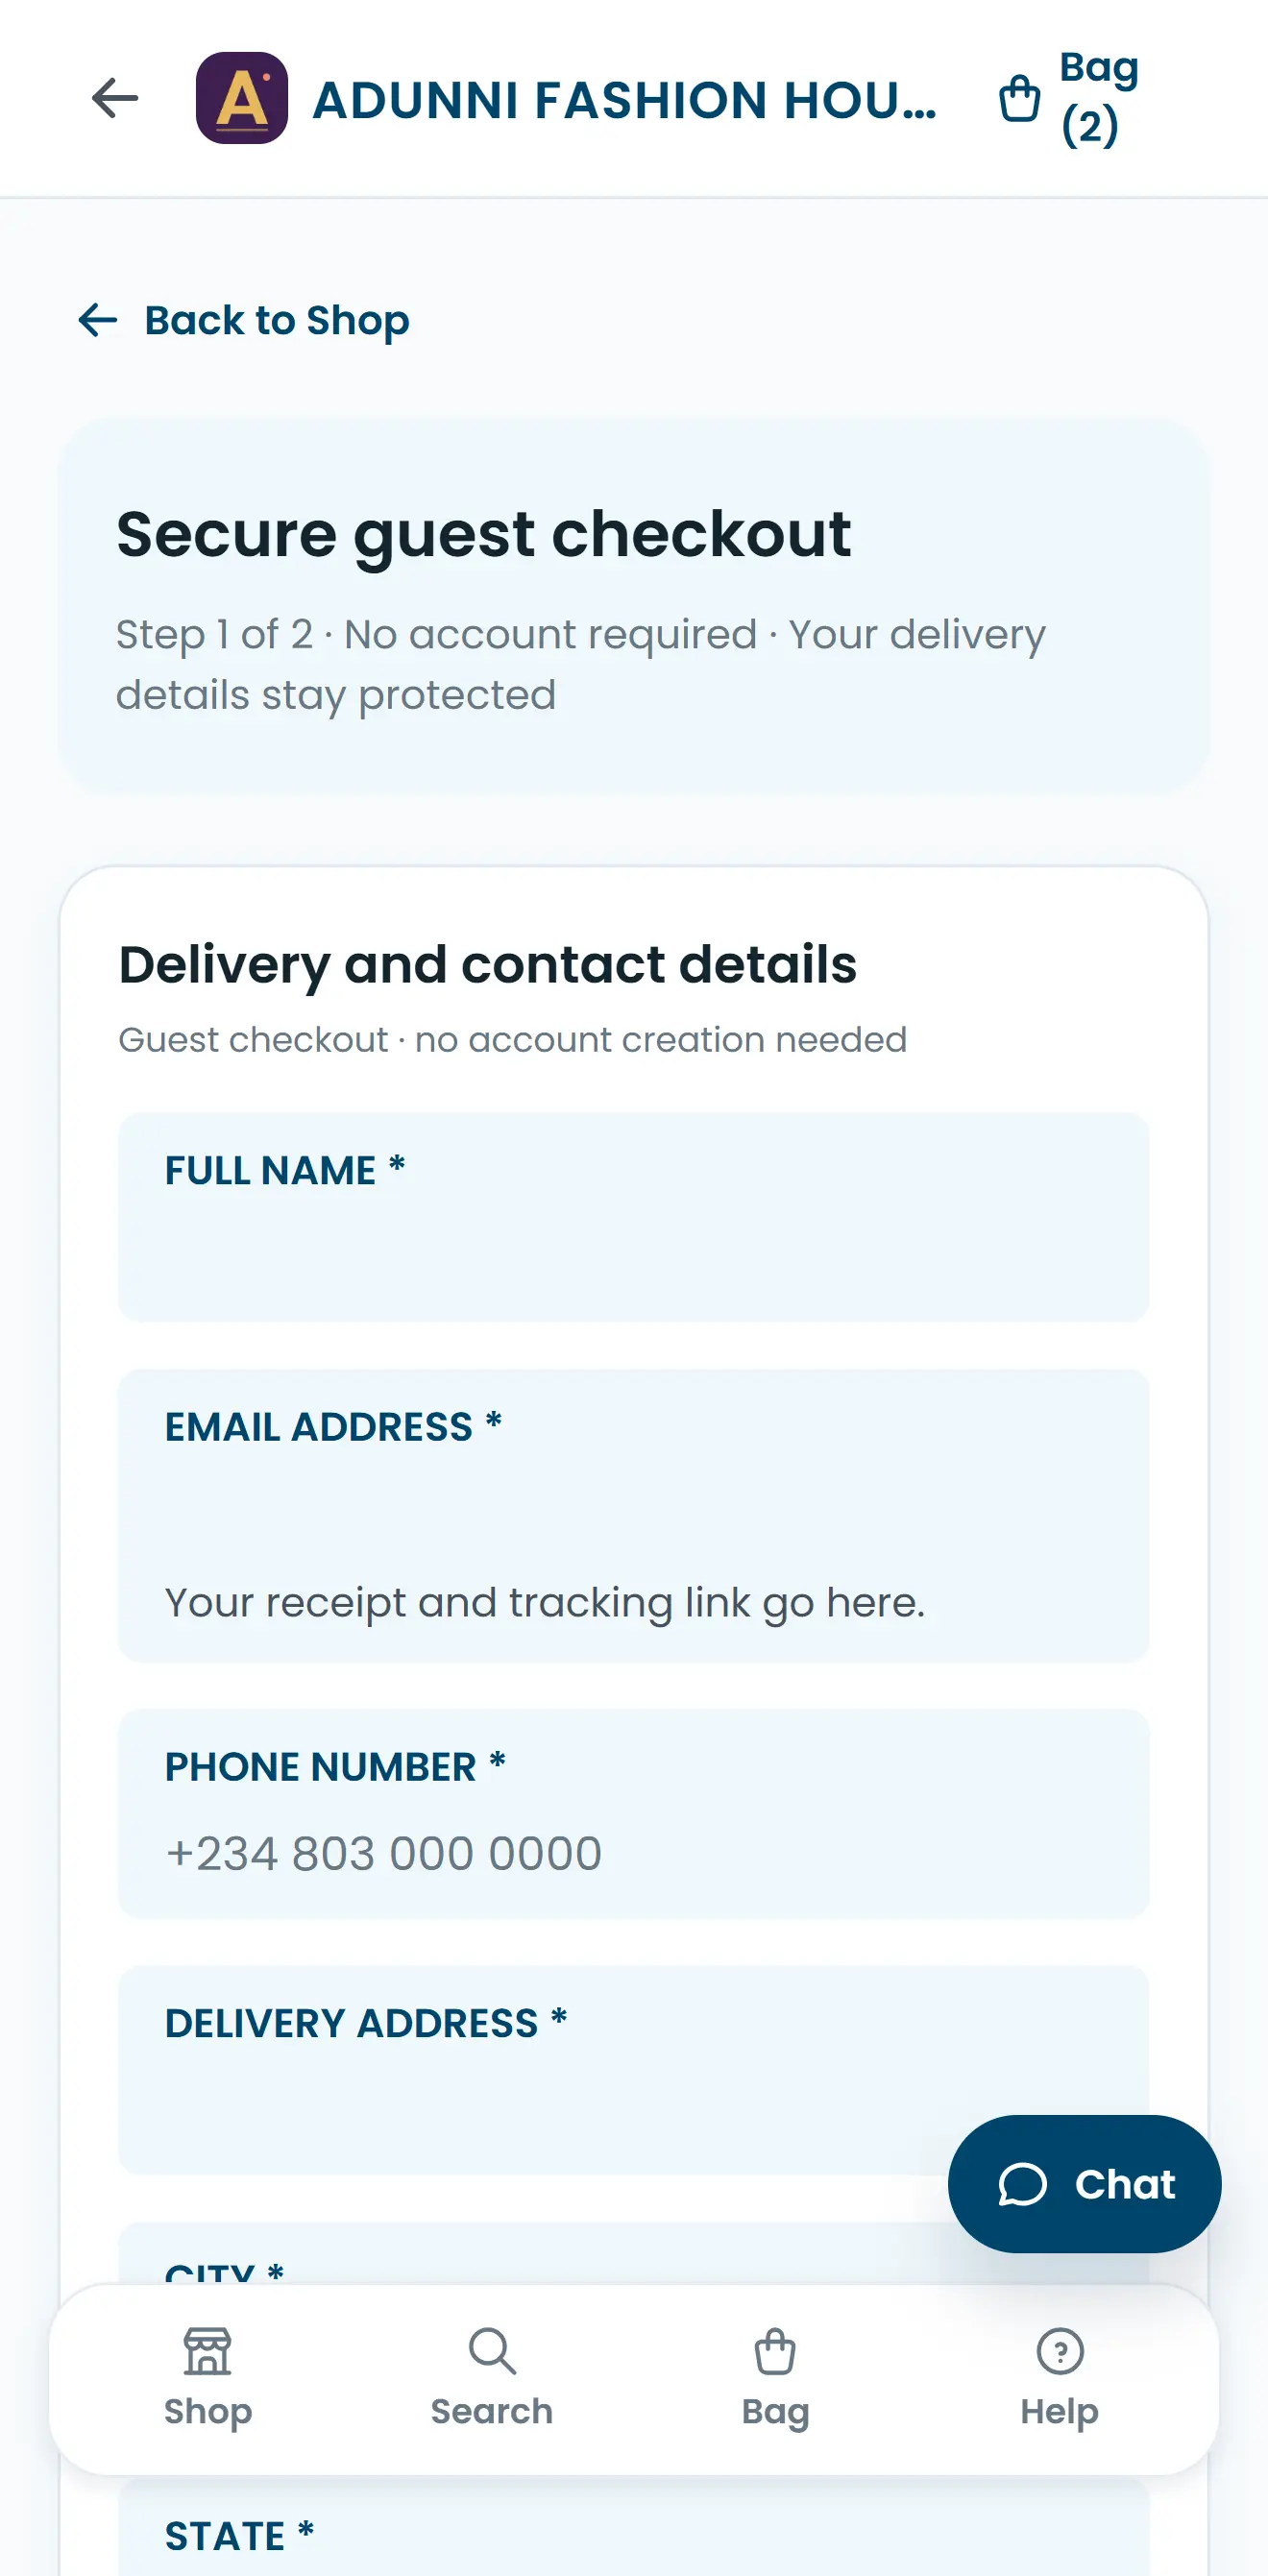 A
ADUNNI FASHION HOU...
Bag
(2)
Back to Shop
Secure guest checkout
Step 1 of 2 · No account required · Your delivery
details stay protected
Delivery and contact details
Guest checkout · no account creation needed
FULL NAME *
EMAIL ADDRESS *
Your receipt and tracking link go here.
PHONE NUMBER *
+234 803 000 0000
DELIVERY ADDRESS *
Chat
CITY *
Shop
Search
Bag
Help
STATE *